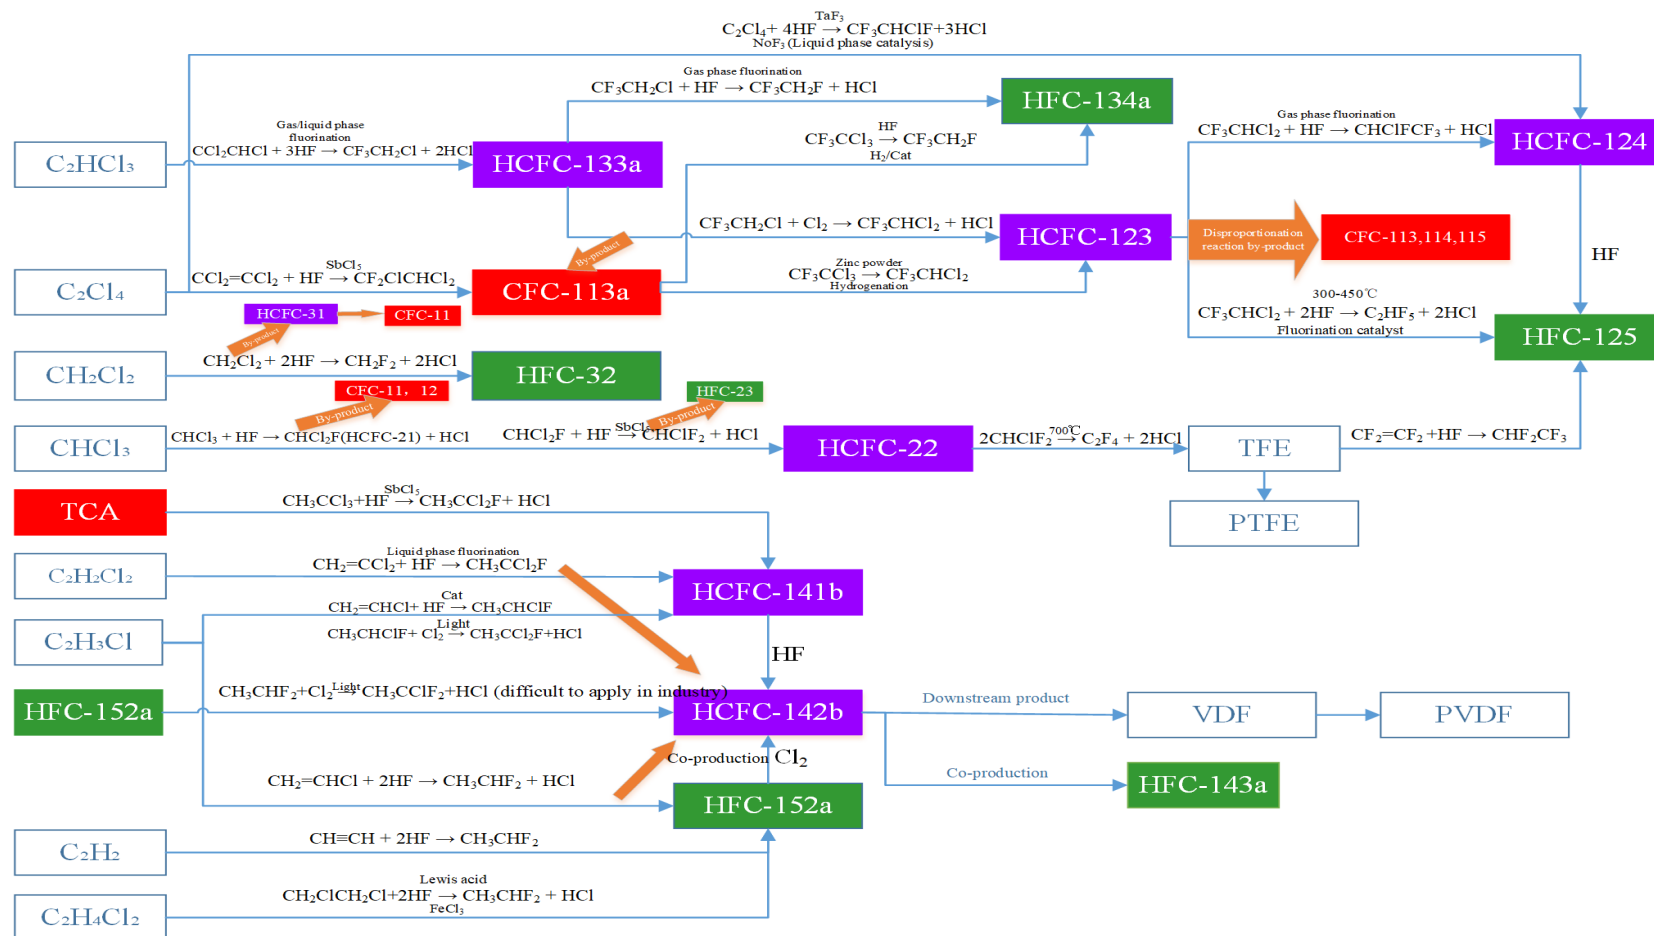 TaF₃
C₂Cl₄+ 4HF → CF₃CHClF+3HCl
NoF₃ (Liquid phase catalysis)
Gas phase fluorination
CF₃CH₂Cl + HF → CF₃CH₂F + HCl
HFC-134a
Gas/liquid phase
fluorination
CCl₂CHCl + 3HF → CF₃CH₂Cl + 2HCl
C₂HCl₃
HCFC-133a
HF
CF₃CCl₃ → CF₃CH₂F
H₂/Cat
Gas phase fluorination
CF₃CHCl₂ + HF → CHClFCF₃ + HCl
HCFC-124
CF₃CH₂Cl + Cl₂ → CF₃CHCl₂ + HCl
HCFC-123
Disproportionation
reaction by-product
CFC-113,114,115
HF
By-product
SbCl₅
CCl₂=CCl₂ + HF → CF₂ClCHCl₂
C₂Cl₄
CFC-113a
Zinc powder
CF₃CCl₃ → CF₃CHCl₂
Hydrogenation
HCFC-31
CFC-11
By-product
300-450℃
CF₃CHCl₂ + 2HF → C₂HF₅ + 2HCl
Fluorination catalyst
HFC-125
CH₂Cl₂ + 2HF → CH₂F₂ + 2HCl
CH₂Cl₂
HFC-32
CFC-11，12
By-product
HFC-23
By-product
CHCl₃
CHCl₃ + HF → CHCl₂F(HCFC-21) + HCl
SbCl₅
CHCl₂F + HF → CHClF₂ + HCl
HCFC-22
700℃
2CHClF₂ → C₂F₄ + 2HCl
TFE
CF₂=CF₂ +HF → CHF₂CF₃
PTFE
TCA
SbCl₅
CH₃CCl₃+HF → CH₃CCl₂F+ HCl
C₂H₂Cl₂
Liquid phase fluorination
CH₂=CCl₂+ HF → CH₃CCl₂F
HCFC-141b
Cat
CH₂=CHCl+ HF → CH₃CHClF
Light
CH₃CHClF+ Cl₂ → CH₃CCl₂F+HCl
C₂H₃Cl
HF
Light
CH₃CHF₂+Cl₂ → CH₃CClF₂+HCl (difficult to apply in industry)
HFC-152a
HCFC-142b
Downstream product
VDF
PVDF
Co-production Cl₂
Co-production
HFC-143a
CH₂=CHCl + 2HF → CH₃CHF₂ + HCl
HFC-152a
CH≡CH + 2HF → CH₃CHF₂
C₂H₂
Lewis acid
CH₂ClCH₂Cl+2HF → CH₃CHF₂ + HCl
FeCl₃
C₂H₄Cl₂